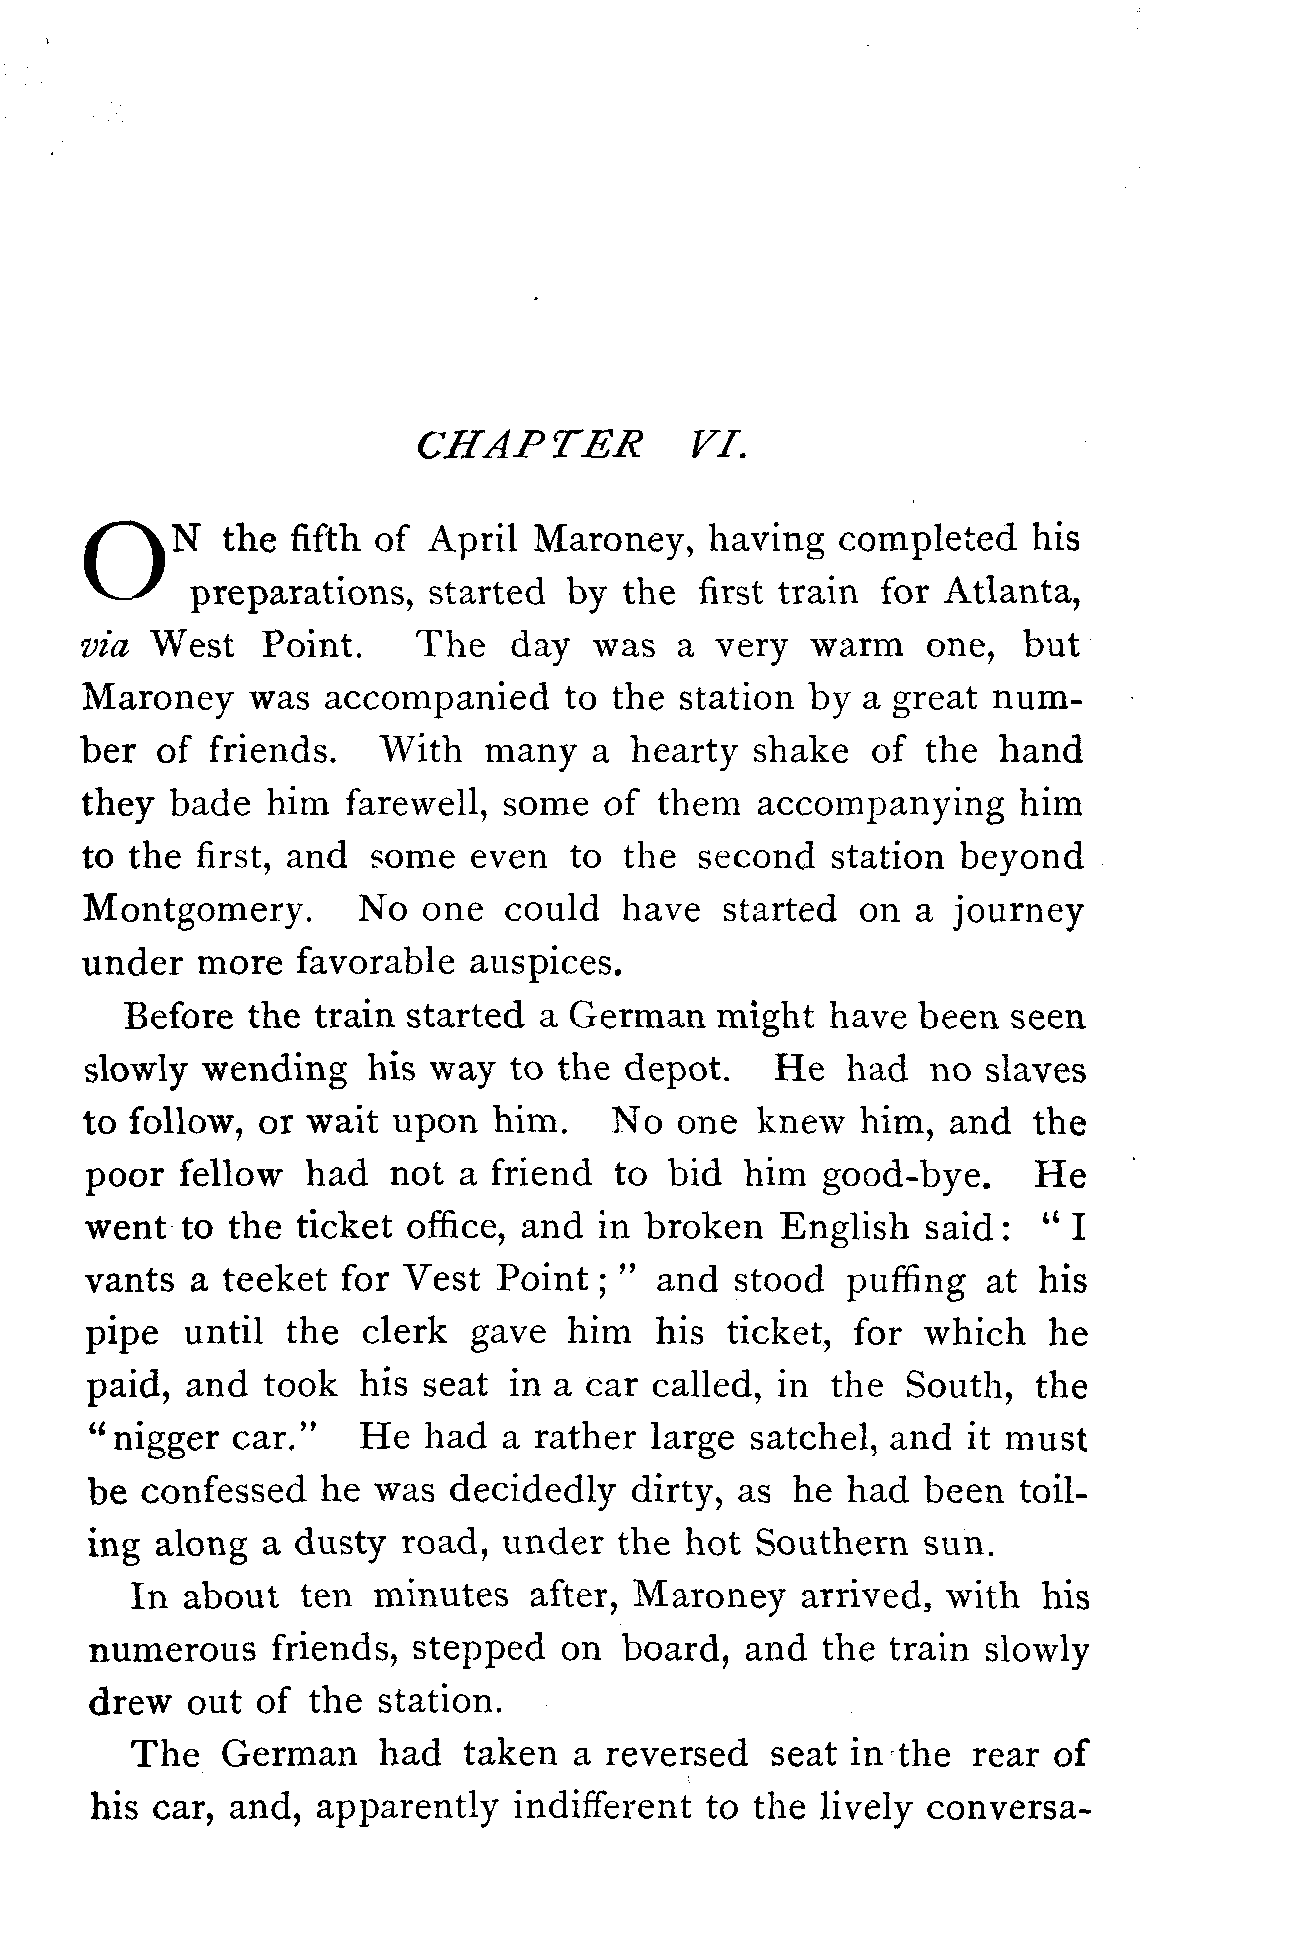 CHAPTER VI.
ON the fifth of April Maroney, having completed his
preparations, started by the first train for Atlanta,
via West Point. The day was a very warm one, but
Maroney was accompanied to the station by a great num-
ber of friends. With many a hearty shake of the hand
they bade him farewell, some of them accompanying him
to the first, and some even to the second station beyond
Montgomery. No one could have started on a journey
under more favorable auspices.
Before the train started a German might have been seen
slowly wending his way to the depot. He had no slaves
to follow, or wait upon him. No one knew him, and the
poor fellow had not a friend to bid him good-bye. He
went to the ticket office, and in broken English said: "I
vants a teeket for Vest Point;" and stood puffing at his
pipe until the clerk gave him his ticket, for which he
paid, and took his seat in a car called, in the South, the
"nigger car." He had a rather large satchel, and it must
be confessed he was decidedly dirty, as he had been toil-
ing along a dusty road, under the hot Southern sun.
In about ten minutes after, Maroney arrived, with his
numerous friends, stepped on board, and the train slowly
drew out of the station.
The German had taken a reversed seat in the rear of
his car, and, apparently indifferent to the lively conversa-